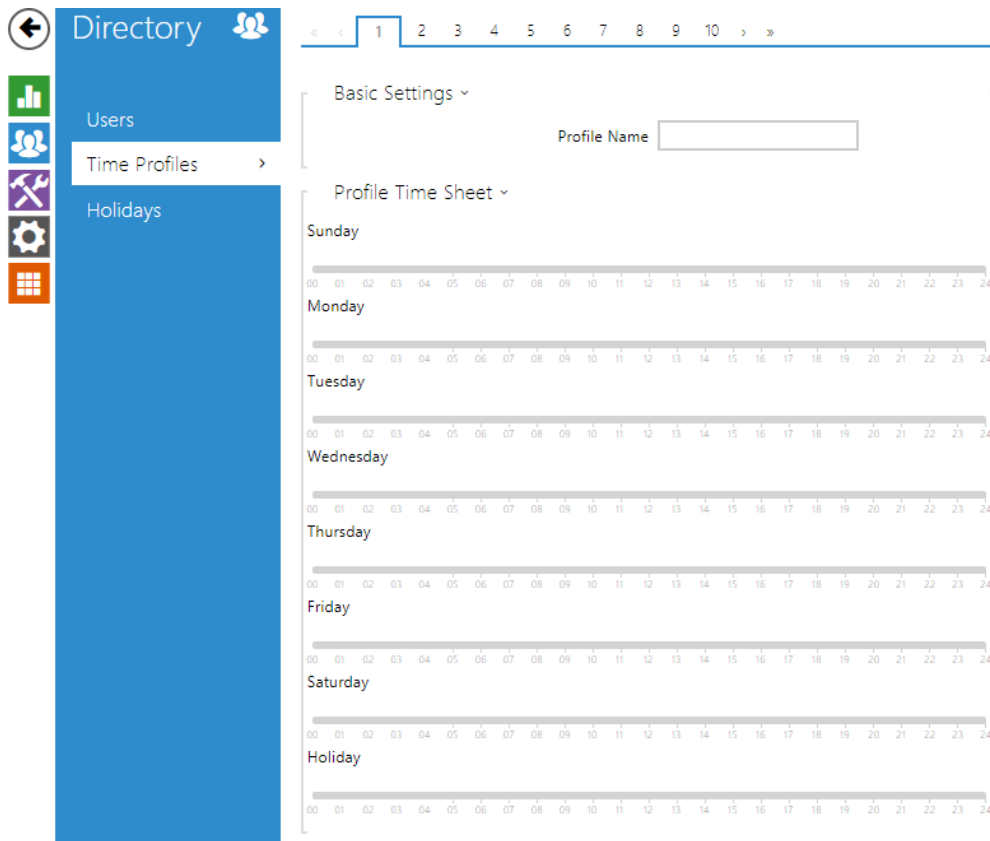 Directory
« ‹ 1 2 3 4 5 6 7 8 9 10 › »
Users
Time Profiles ›
Holidays
Basic Settings
Profile Name
Profile Time Sheet
Sunday
00 01 02 03 04 05 06 07 08 09 10 11 12 13 14 15 16 17 18 19 20 21 22 23 24
Monday
00 01 02 03 04 05 06 07 08 09 10 11 12 13 14 15 16 17 18 19 20 21 22 23 24
Tuesday
00 01 02 03 04 05 06 07 08 09 10 11 12 13 14 15 16 17 18 19 20 21 22 23 24
Wednesday
00 01 02 03 04 05 06 07 08 09 10 11 12 13 14 15 16 17 18 19 20 21 22 23 24
Thursday
00 01 02 03 04 05 06 07 08 09 10 11 12 13 14 15 16 17 18 19 20 21 22 23 24
Friday
00 01 02 03 04 05 06 07 08 09 10 11 12 13 14 15 16 17 18 19 20 21 22 23 24
Saturday
00 01 02 03 04 05 06 07 08 09 10 11 12 13 14 15 16 17 18 19 20 21 22 23 24
Holiday
00 01 02 03 04 05 06 07 08 09 10 11 12 13 14 15 16 17 18 19 20 21 22 23 24